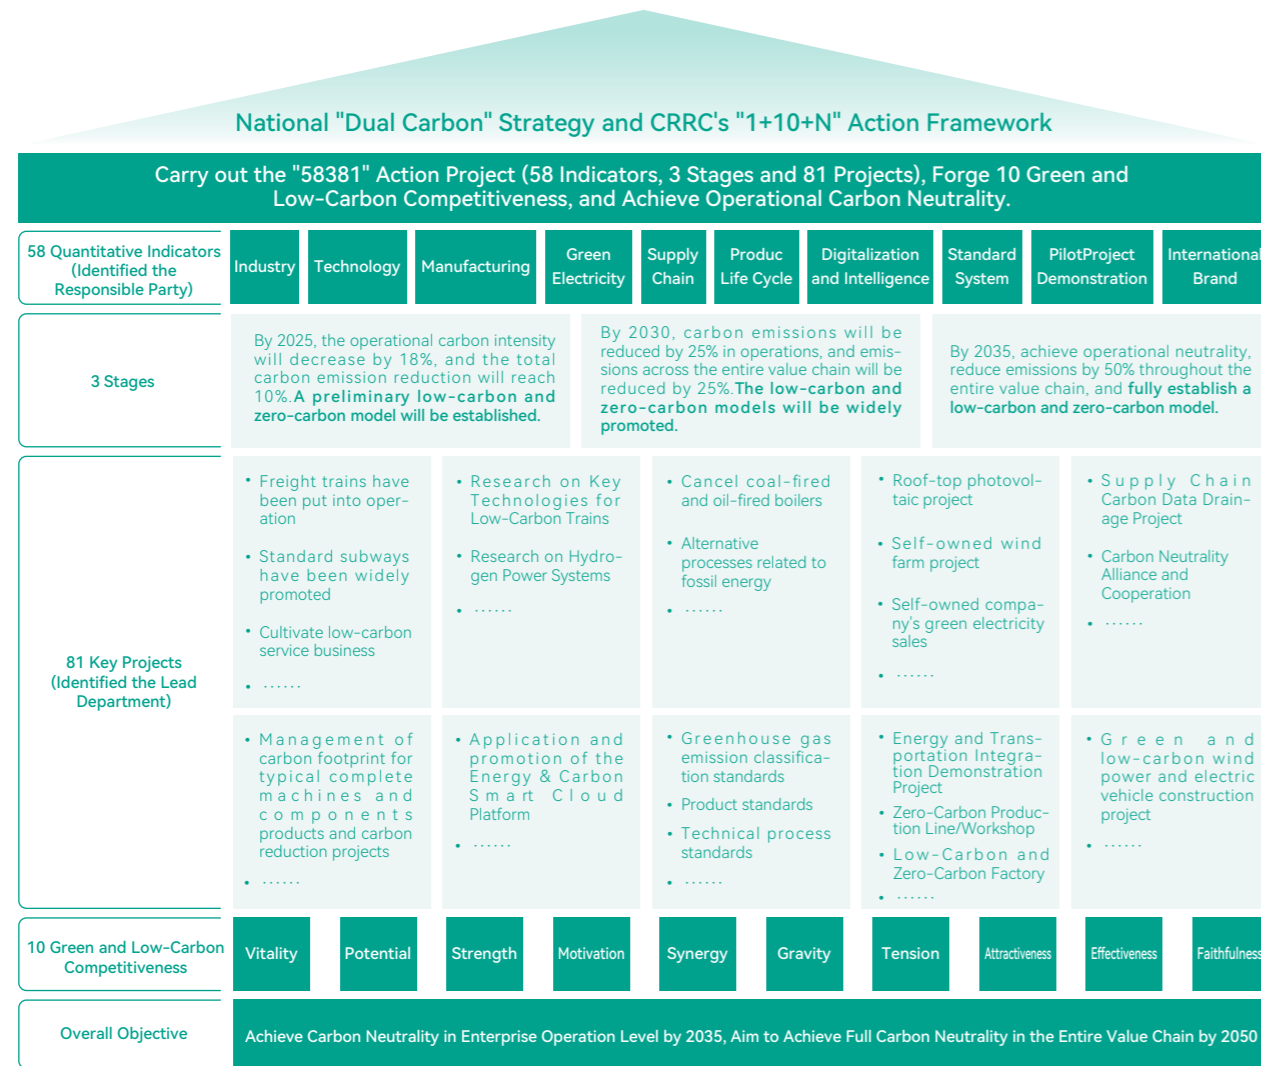 National "Dual Carbon" Strategy and CRRC's "1+10+N" Action Framework
Carry out the "58381" Action Project (58 Indicators, 3 Stages and 81 Projects), Forge 10 Green and
Low-Carbon Competitiveness, and Achieve Operational Carbon Neutrality.
58 Quantitative Indicators
(Identified the
Responsible Party)
Industry
Technology
Manufacturing
Green
Electricity
Supply
Chain
Produc
Life Cycle
Digitalization
and Intelligence
Standard
System
PilotProject
Demonstration
International
Brand
3 Stages
By 2025, the operational carbon intensity
will decrease by 18%, and the total
carbon emission reduction will reach
10%.A preliminary low-carbon and
zero-carbon model will be established.
By 2030, carbon emissions will be
reduced by 25% in operations, and emis-
sions across the entire value chain will be
reduced by 25%.The low-carbon and
zero-carbon models will be widely
promoted.
By 2035, achieve operational neutrality,
reduce emissions by 50% throughout the
entire value chain, and fully establish a
low-carbon and zero-carbon model.
81 Key Projects
(Identified the Lead
Department)
• Freight trains have
been put into oper-
ation
• Standard subways
have been widely
promoted
• Cultivate low-carbon
service business
• ······
• Research on Key
Technologies for
Low-Carbon Trains
• Research on Hydro-
gen Power Systems
• ······
• Cancel coal-fired
and oil-fired boilers
• Alternative
processes related to
fossil energy
• ······
• Roof-top photovol-
taic project
• Self-owned wind
farm project
• Self-owned compa-
ny's green electricity
sales
• ······
• Supply Chain
Carbon Data Drain-
age Project
• Carbon Neutrality
Alliance and
Cooperation
• ······
• Management of
carbon footprint for
typical complete
machines and
components
products and carbon
reduction projects
• ······
• Application and
promotion of the
Energy & Carbon
Smart Cloud
Platform
• ······
• Greenhouse gas
emission classifica-
tion standards
• Product standards
• Technical process
standards
• ······
• Energy and Trans-
portation Integra-
tion Demonstration
Project
• Zero-Carbon Produc-
tion Line/Workshop
• Low-Carbon and
Zero-Carbon Factory
• ······
• Green and
low-carbon wind
power and electric
vehicle construction
project
• ······
10 Green and Low-Carbon
Competitiveness
Vitality
Potential
Strength
Motivation
Synergy
Gravity
Tension
Attractiveness
Effectiveness
Faithfulness
Overall Objective
Achieve Carbon Neutrality in Enterprise Operation Level by 2035, Aim to Achieve Full Carbon Neutrality in the Entire Value Chain by 2050